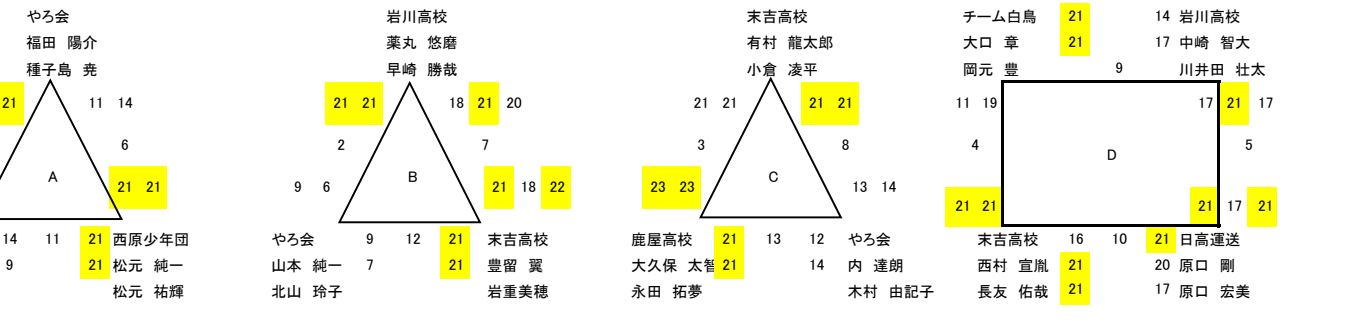 やろ会
福田 陽介
種子島 尭
21
11 14
6
A
21 21
14 11 21 西原少年団
9 21 松元 純一
松元 祐輝
岩川高校
薬丸 悠磨
早崎 勝哉
21 21
18 21 20
2
7
B
9 6
21 18 22
やろ会 9 12 21 末吉高校
山本 純一 7 21 豊留 翼
北山 玲子 岩重美穂
末吉高校
有村 龍太郎
小倉 凌平
21 21
21 21
3
8
C
23 23
13 14
鹿屋高校 21 13 12 やろ会
大久保 太智 21 14 内 達朗
永田 拓夢 木村 由記子
チーム白鳥 21 14 岩川高校
大口 章 21 17 中崎 智大
岡元 豊 9 川井田 壮太
11 19
17 21 17
4
5
D
21 21
21 17 21
末吉高校 16 10 21 日高運送
西村 宣胤 21 20 原口 剛
長友 佑哉 21 17 原口 宏美